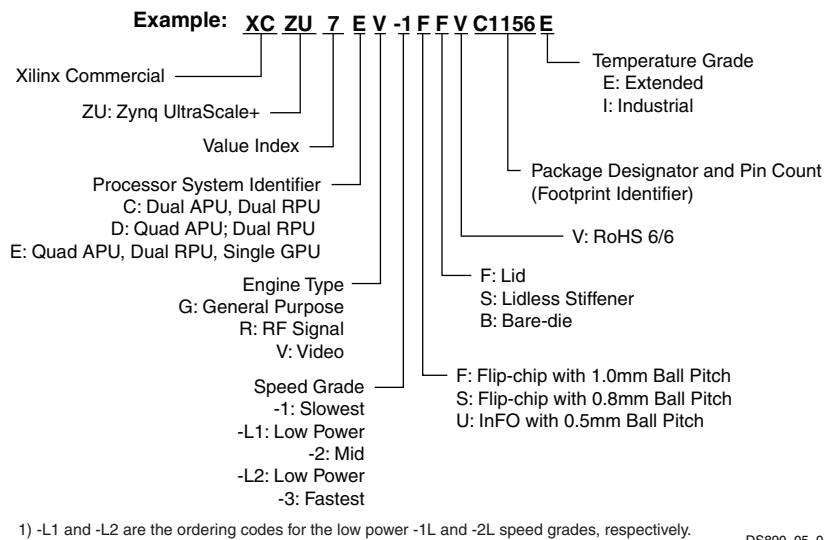 Example: XC ZU 7 E V -1 F F V C1156 E
Xilinx Commercial
ZU: Zynq UltraScale+
Value Index
Processor System Identifier
C: Dual APU, Dual RPU
D: Quad APU; Dual RPU
E: Quad APU, Dual RPU, Single GPU
Engine Type
G: General Purpose
R: RF Signal
V: Video
Speed Grade
-1: Slowest
-L1: Low Power
-2: Mid
-L2: Low Power
-3: Fastest
Temperature Grade
E: Extended
I: Industrial
Package Designator and Pin Count
(Footprint Identifier)
V: RoHS 6/6
F: Lid
S: Lidless Stiffener
B: Bare-die
F: Flip-chip with 1.0mm Ball Pitch
S: Flip-chip with 0.8mm Ball Pitch
U: InFO with 0.5mm Ball Pitch
1) -L1 and -L2 are the ordering codes for the low power -1L and -2L speed grades, respectively.